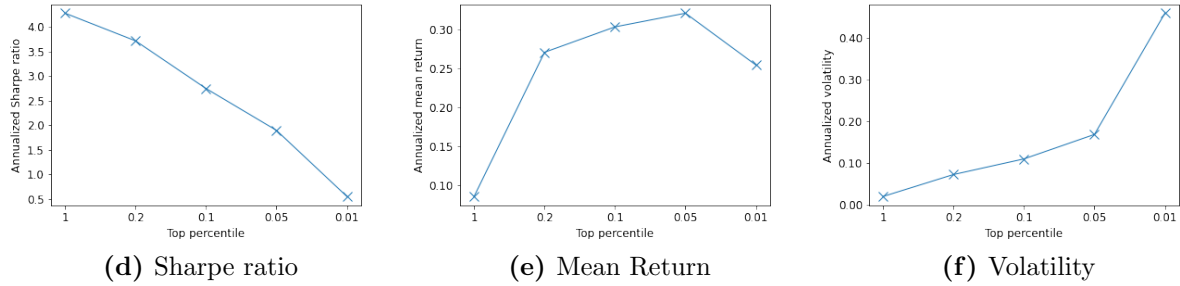 Annualized Sharpe ratio
4.0
3.5
3.0
2.5
2.0
1.5
1.0
0.5
1 0.2 0.1 0.05 0.01
Top percentile
(d) Sharpe ratio
Annualized mean return
0.30
0.25
0.20
0.15
0.10
1 0.2 0.1 0.05 0.01
Top percentile
(e) Mean Return
Annualized volatility
0.40
0.30
0.20
0.10
0.00
1 0.2 0.1 0.05 0.01
Top percentile
(f) Volatility